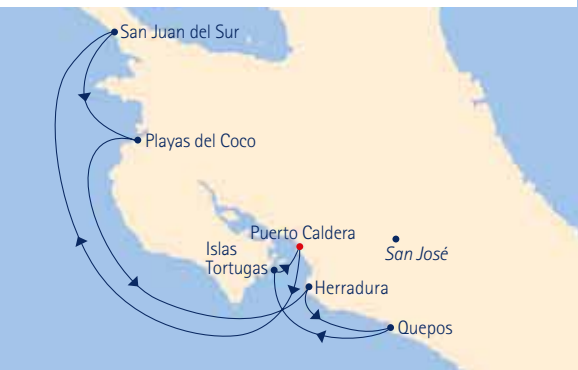 San Juan del Sur
Playas del Coco
Puerto Caldera
Islas
Tortugas
San José
Herradura
Quepos